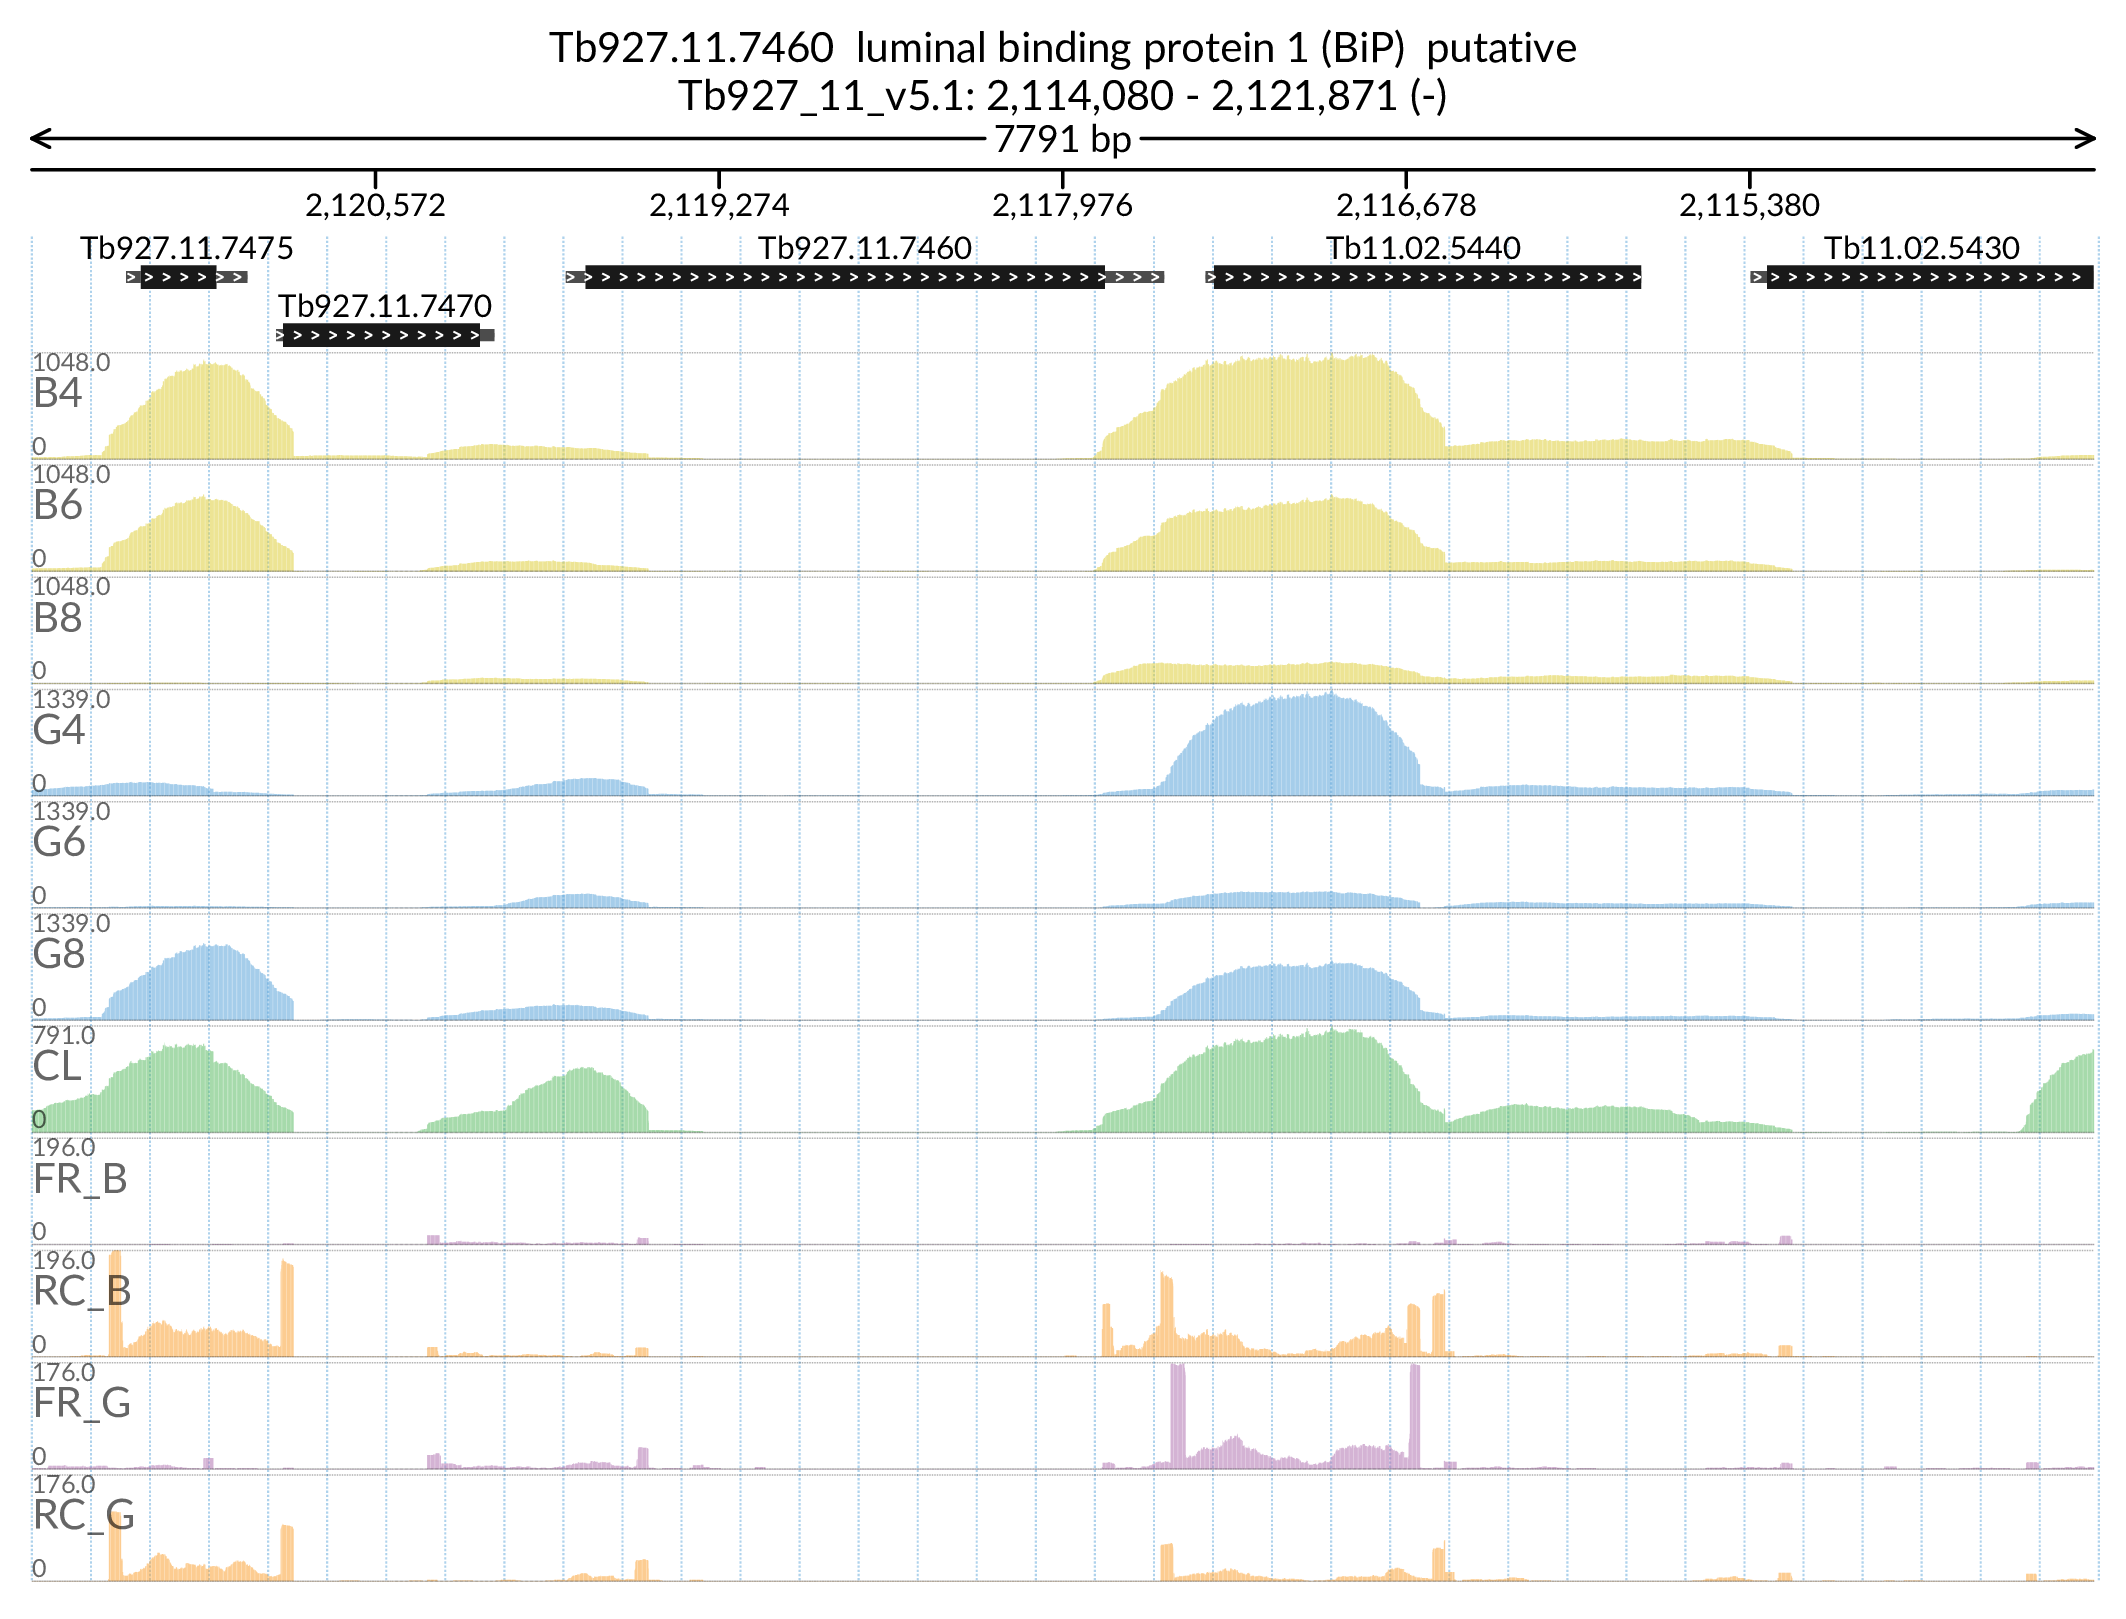 Tb927.11.7460  luminal binding protein 1 (BiP)  putative
Tb927_11_v5.1: 2,114,080 - 2,121,871 (-)
7791 bp
2,120,572 2,119,274 2,117,976 2,116,678 2,115,380
Tb927.11.7475 Tb927.11.7460 Tb11.02.5440 Tb11.02.5430
Tb927.11.7470
1048.0
B4
0
1048.0
B6
0
1048.0
B8
0
1339.0
G4
0
1339.0
G6
0
1339.0
G8
0
791.0
CL
0
196.0
FR_B
0
196.0
RC_B
0
176.0
FR_G
0
176.0
RC_G
0